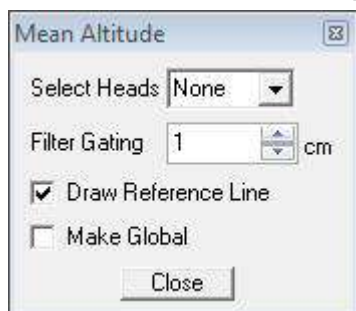 Mean Altitude
Select Heads None
Filter Gating 1 cm
Draw Reference Line
Make Global
Close